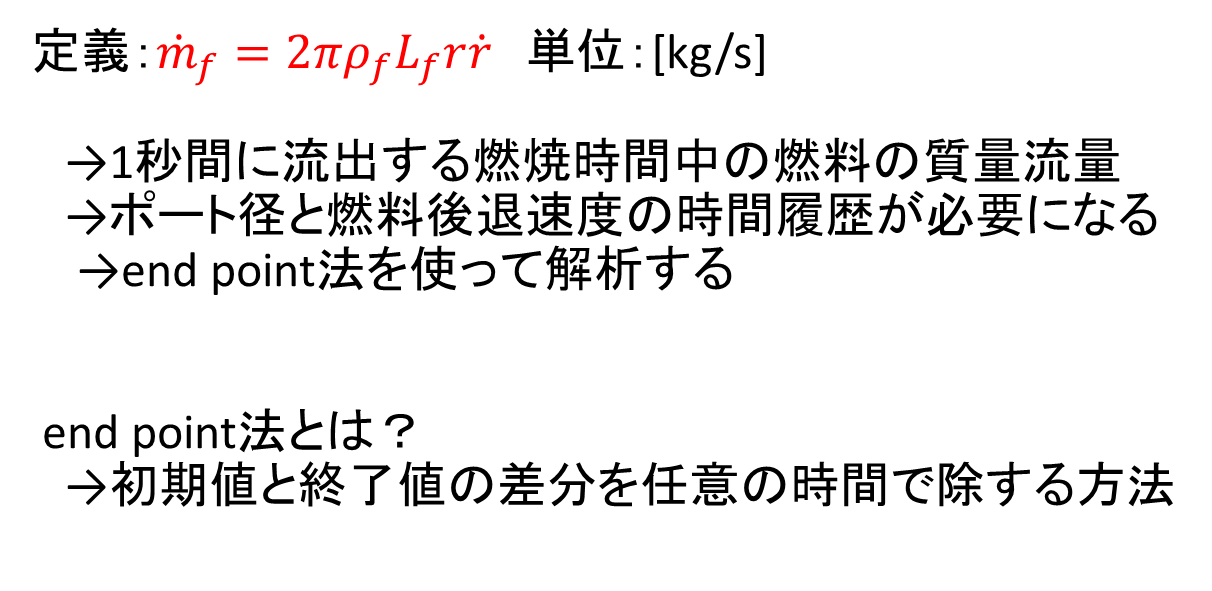 定義：ṁ_f = 2πρ_f L_f rṙ　単位：[kg/s]
→1秒間に流出する燃焼時間中の燃料の質量流量
→ポート径と燃料後退速度の時間履歴が必要になる
→end point法を使って解析する
end point法とは？
→初期値と終了値の差分を任意の時間で除する方法